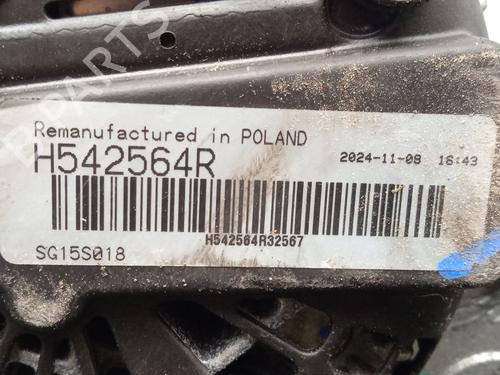 Remanufactured in POLAND
H542564R 2024-11-08 16:43
H542564R32567
SG15S018